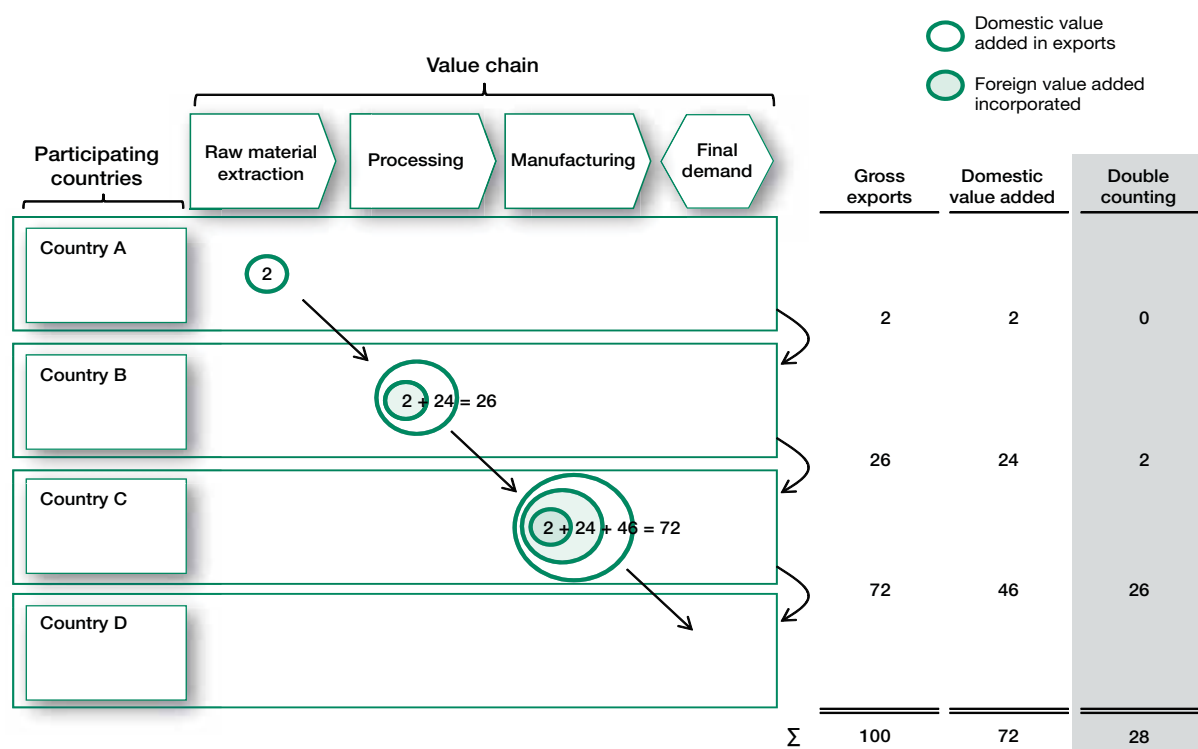 Domestic value
added in exports
Foreign value added
incorporated
Value chain
Participating
countries
Raw material
extraction
Processing
Manufacturing
Final
demand
Gross
exports
Domestic
value added
Double
counting
Country A
2
2 2 0
Country B
2 + 24 = 26
26 24 2
Country C
2 + 24 + 46 = 72
72 46 26
Country D
Σ 100 72 28